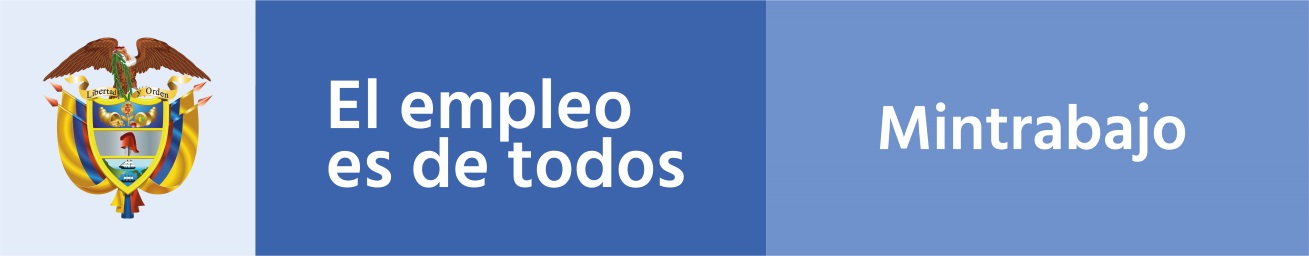 Libertad y Orden
El empleo
es de todos
Mintrabajo